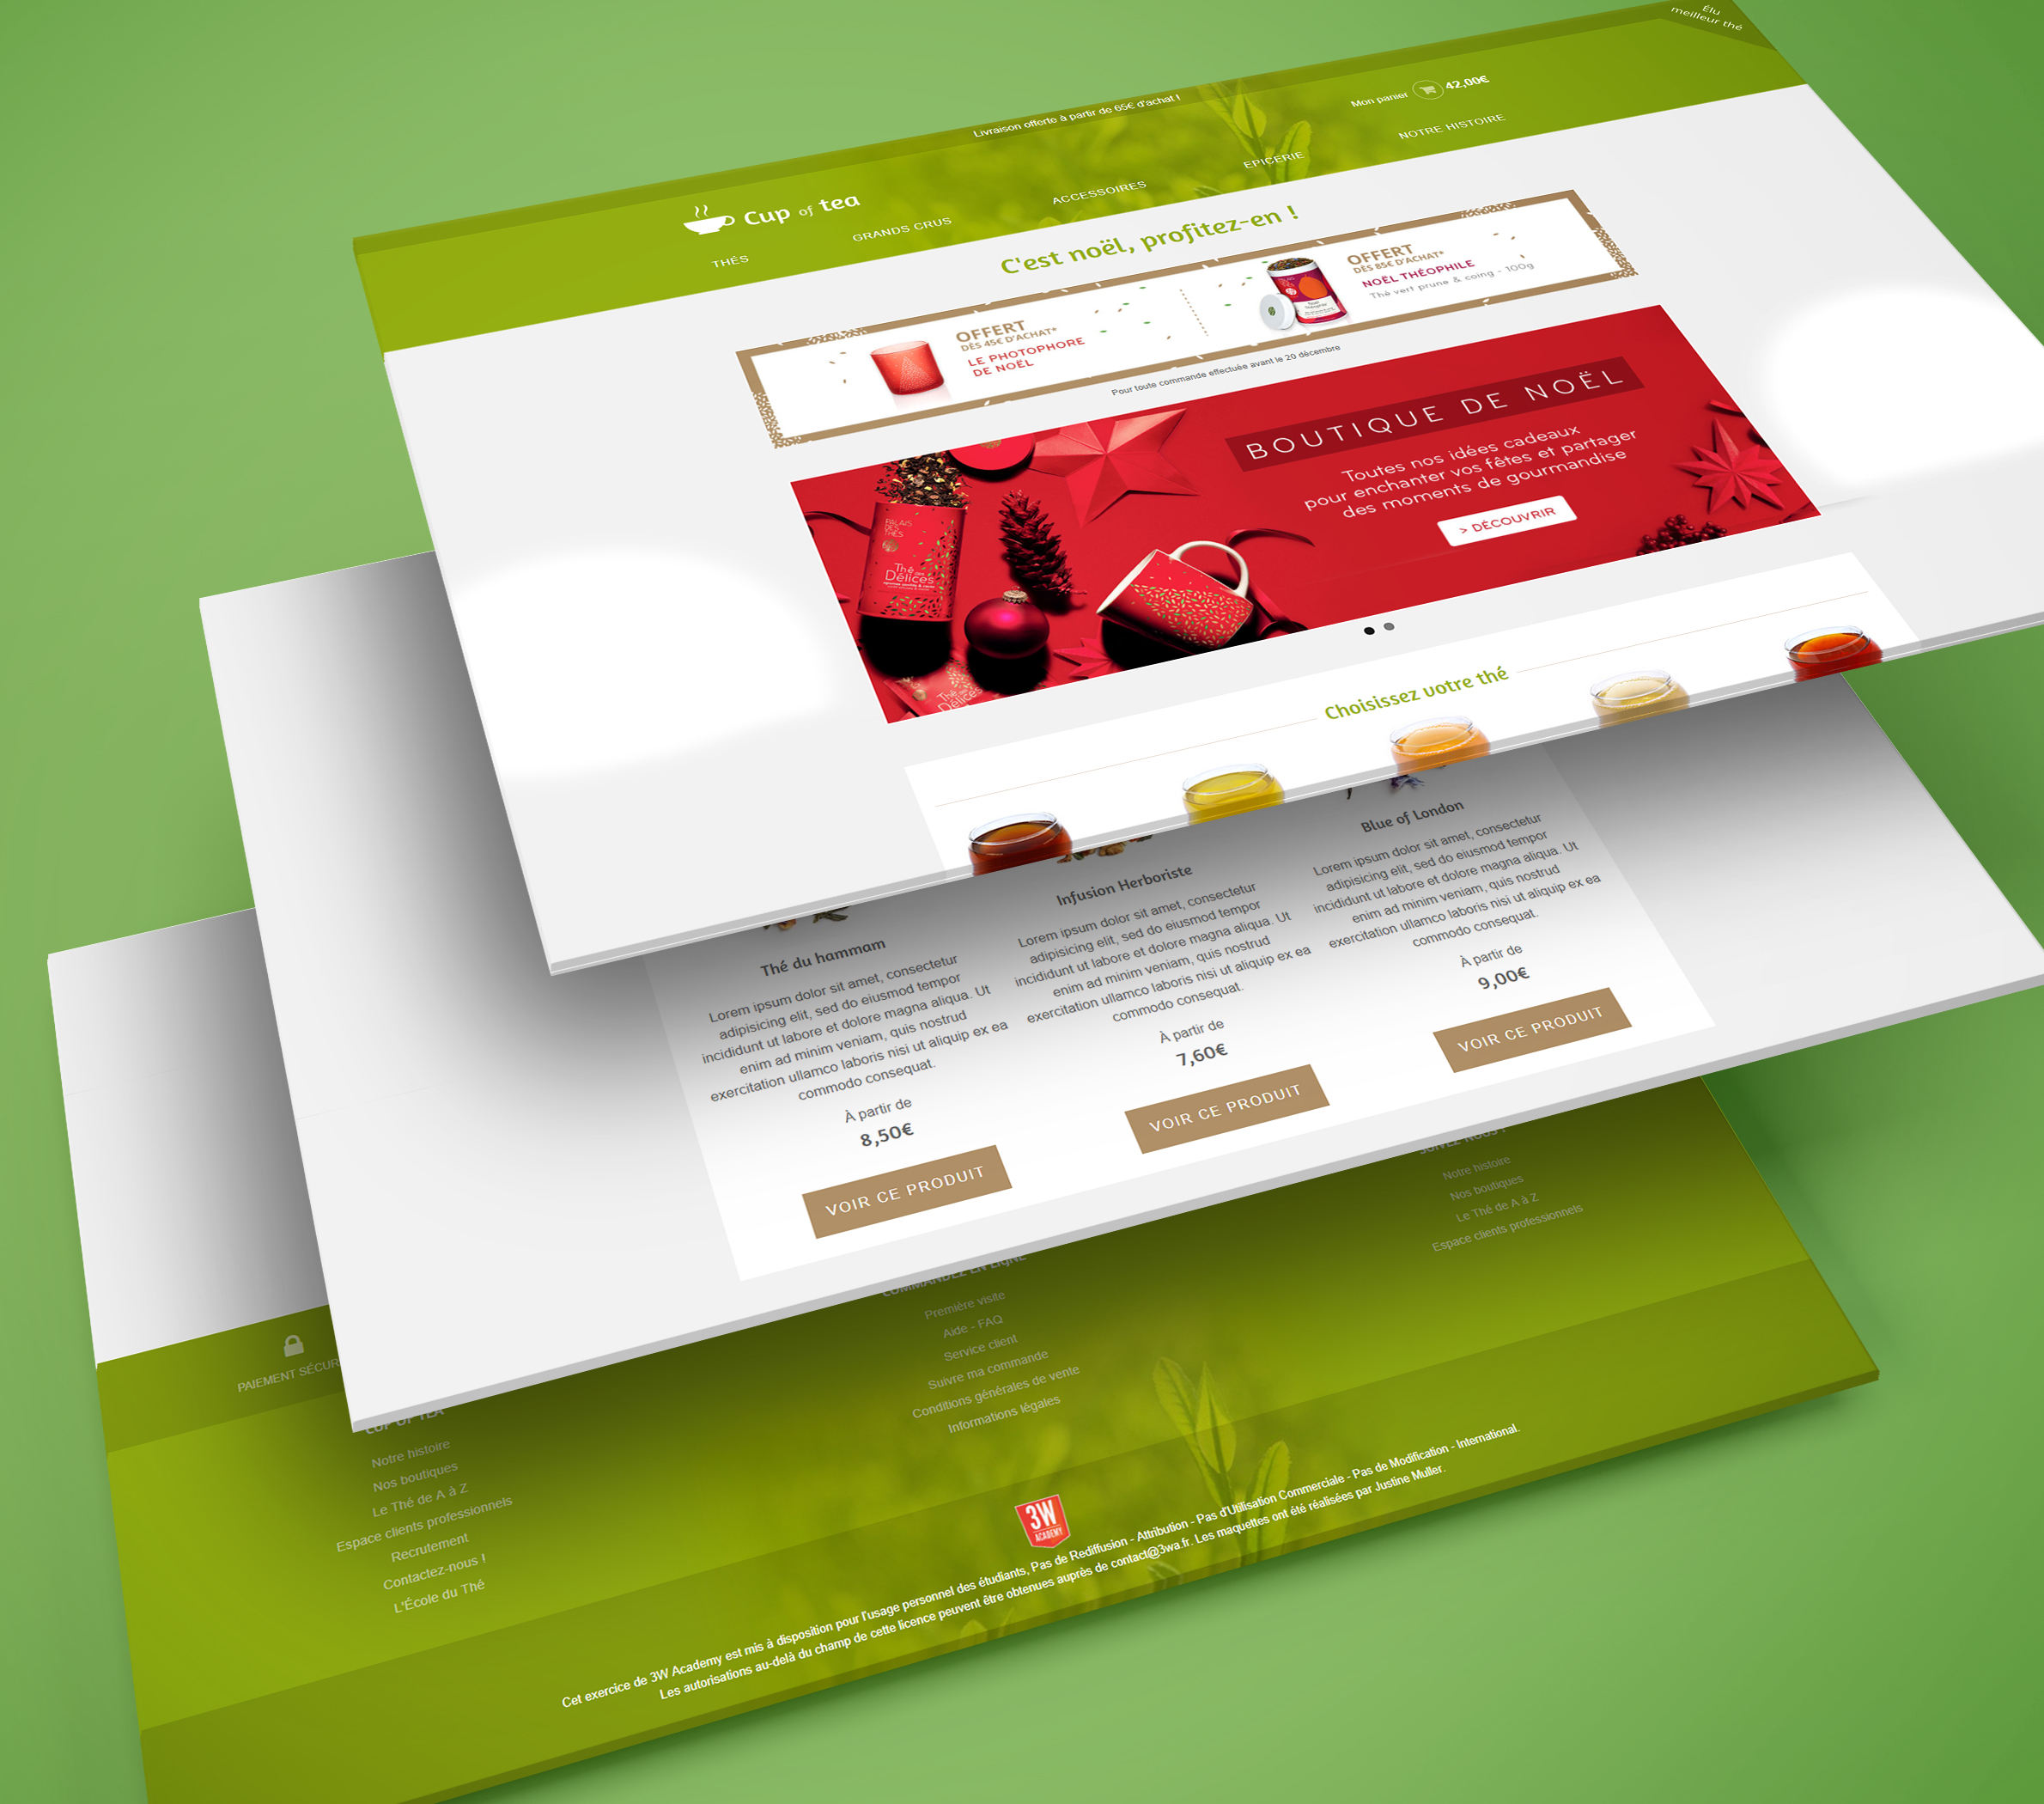 Élu
meilleur thé
Livraison offerte à partir de 65€ d'achat !
Mon panier 42,00€
Cup of tea
THÉS
GRANDS CRUS
ACCESSOIRES
EPICERIE
NOTRE HISTOIRE
C'est noël, profitez-en !
OFFERT
DÈS 45€ D'ACHAT*
LE PHOTOPHORE
DE NOËL
OFFERT
DÈS 85€ D'ACHAT*
NOËL THÉOPHILE
Thé vert prune & coing - 100g
Pour toute commande effectuée avant le 20 décembre
BOUTIQUE DE NOËL
Toutes nos idées cadeaux
pour enchanter vos fêtes et partager
des moments de gourmandise
> DÉCOUVRIR
PALAIS
DES
THÉS
Thé des
Délices
Thé des
Délices
Choisissez votre thé
Thé du hammam
Lorem ipsum dolor sit amet, consectetur
adipisicing elit, sed do eiusmod tempor
incididunt ut labore et dolore magna aliqua. Ut
enim ad minim veniam, quis nostrud
exercitation ullamco laboris nisi ut aliquip ex ea
commodo consequat.
À partir de
8,50€
VOIR CE PRODUIT
Infusion Herboriste
Lorem ipsum dolor sit amet, consectetur
adipisicing elit, sed do eiusmod tempor
incididunt ut labore et dolore magna aliqua. Ut
enim ad minim veniam, quis nostrud
exercitation ullamco laboris nisi ut aliquip ex ea
commodo consequat.
À partir de
7,60€
VOIR CE PRODUIT
Blue of London
Lorem ipsum dolor sit amet, consectetur
adipisicing elit, sed do eiusmod tempor
incididunt ut labore et dolore magna aliqua. Ut
enim ad minim veniam, quis nostrud
exercitation ullamco laboris nisi ut aliquip ex ea
commodo consequat.
À partir de
9,00€
VOIR CE PRODUIT
PAIEMENT SÉCUR
CUP OF TEA
Notre histoire
Nos boutiques
Le Thé de A à Z
Espace clients professionnels
Recrutement
Contactez-nous !
L'École du Thé
COMMANDEZ EN LIGNE
Première visite
Aide - FAQ
Service client
Suivre ma commande
Conditions générales de vente
Informations légales
SUIVEZ-NOUS !
Notre histoire
Nos boutiques
Le Thé de A à Z
Espace clients professionnels
3W
ACADEMY
Cet exercice de 3W Academy est mis à disposition pour l'usage personnel des étudiants, Pas de Rediffusion - Attribution - Pas d'Utilisation Commerciale - Pas de Modification - International.
Les autorisations au-delà du champ de cette licence peuvent être obtenues auprès de contact@3wa.fr. Les maquettes ont été réalisées par Justine Muller.